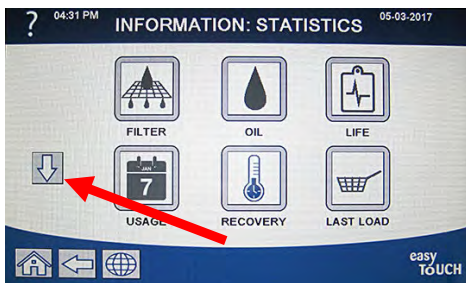 ?
04:31 PM
INFORMATION: STATISTICS
05-03-2017
FILTER
OIL
LIFE
JAN
7
USAGE
RECOVERY
LAST LOAD
easy
TOUCH